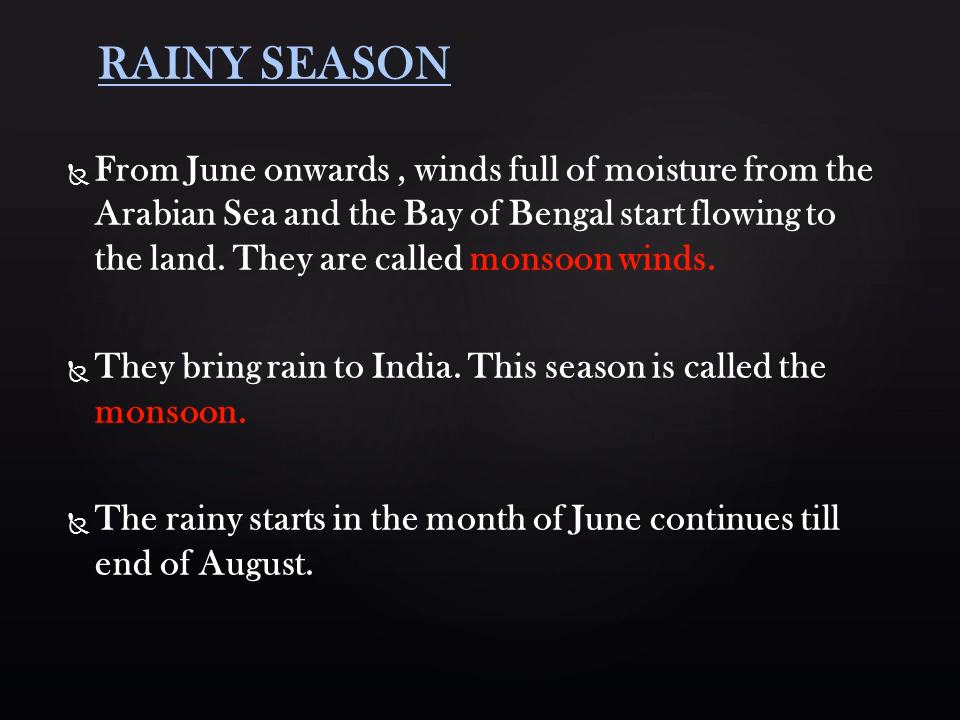 RAINY SEASON
From June onwards , winds full of moisture from the
Arabian Sea and the Bay of Bengal start flowing to
the land. They are called monsoon winds.
They bring rain to India. This season is called the
monsoon.
The rainy starts in the month of June continues till
end of August.